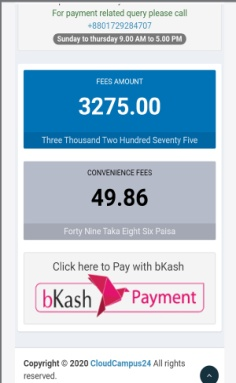 For payment related query please call
+8801729284707
Sunday to thursday 9.00 AM to 5.00 PM
FEES AMOUNT
3275.00
Three Thousand Two Hundred Seventy Five
CONVENIENCE FEES
49.86
Forty Nine Taka Eight Six Paisa
Click here to Pay with bKash
bKash Payment
Copyright © 2020 CloudCampus24 All rights
reserved.